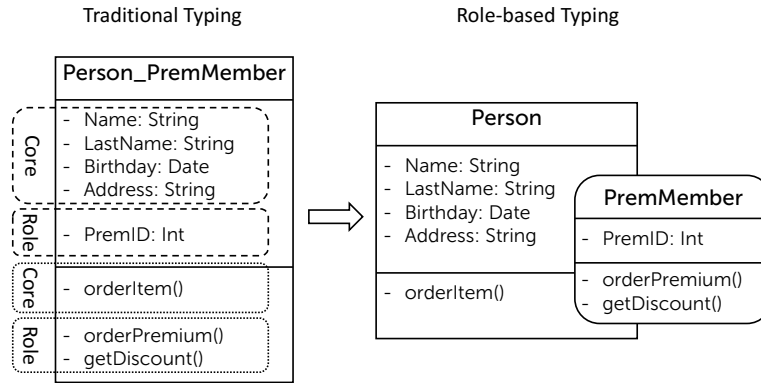 Traditional Typing
Role-based Typing
Person_PremMember
Core
- Name: String
- LastName: String
- Birthday: Date
- Address: String
Role
- PremID: Int
Core
- orderItem()
Role
- orderPremium()
- getDiscount()
Person
- Name: String
- LastName: String
- Birthday: Date
- Address: String
- orderItem()
PremMember
- PremID: Int
- orderPremium()
- getDiscount()